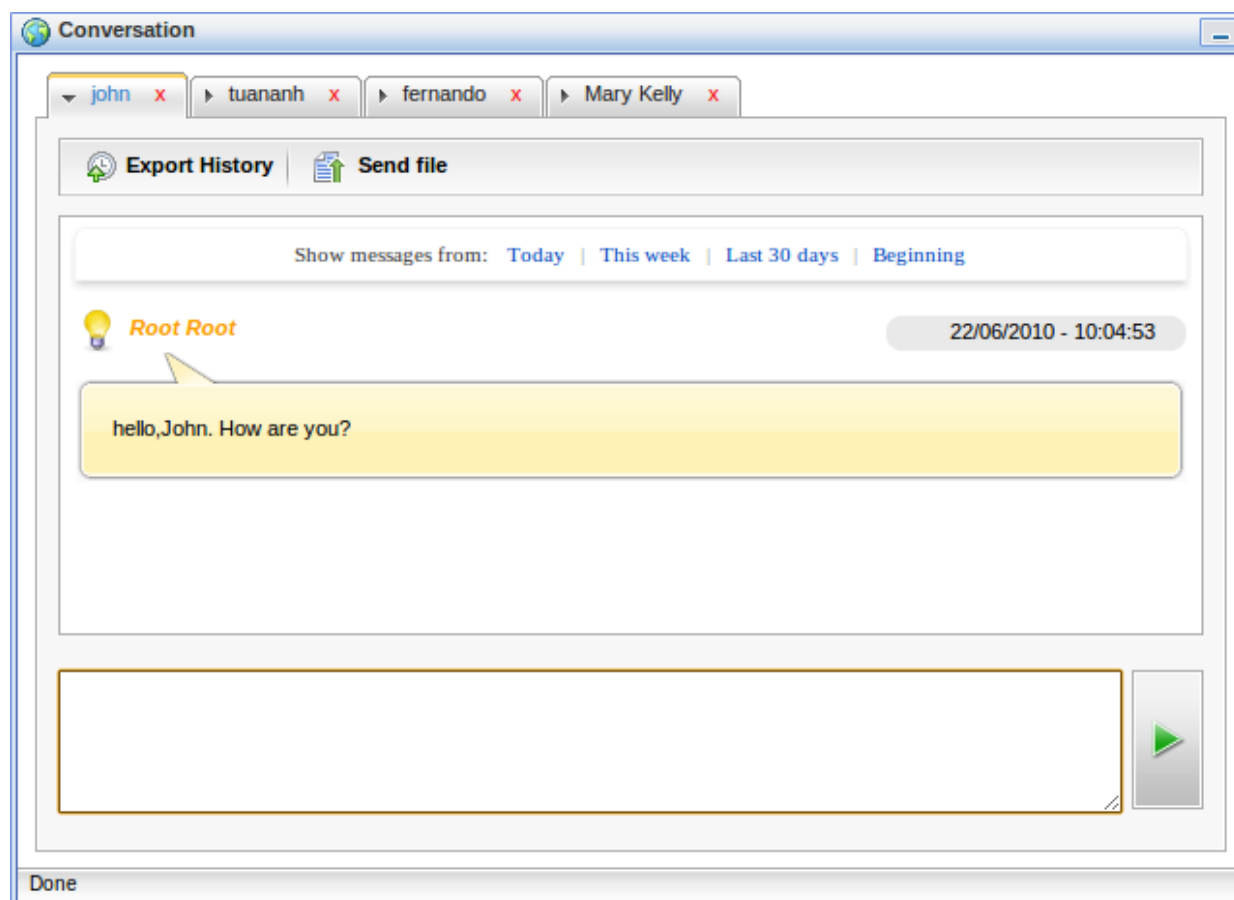 Conversation
john x tuananh x fernando x Mary Kelly x
Export History Send file
Show messages from: Today | This week | Last 30 days | Beginning
Root Root 22/06/2010 - 10:04:53
hello,John. How are you?
Done